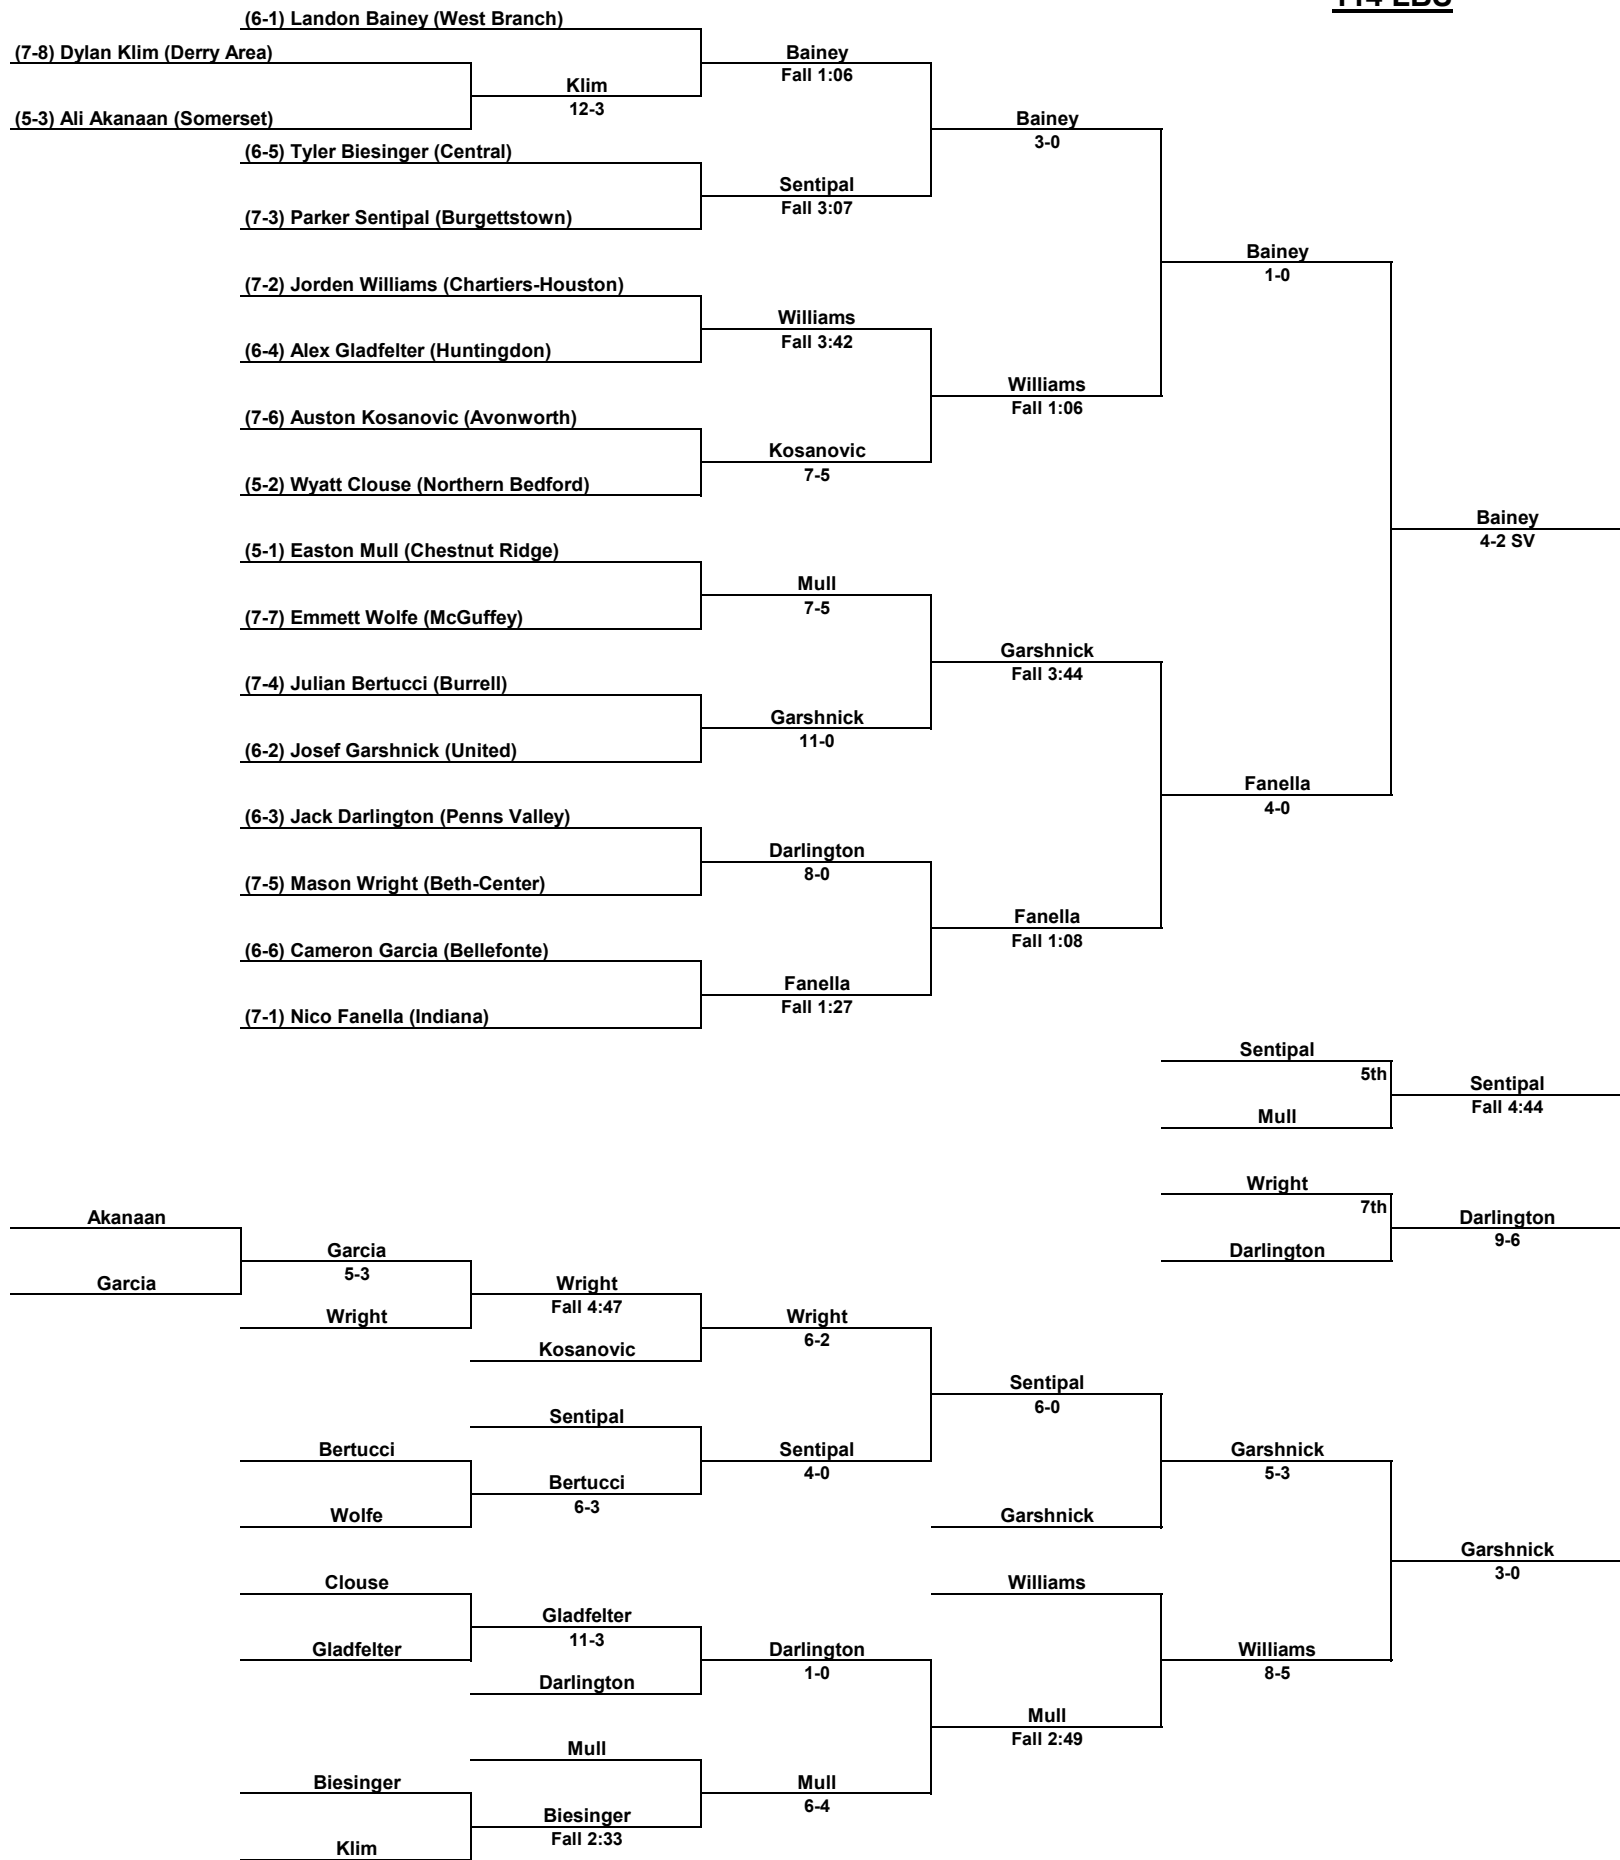 114 LBS
(6-1) Landon Bainey (West Branch)
(7-8) Dylan Klim (Derry Area)
Bainey
Fall 1:06
Klim
12-3
(5-3) Ali Akanaan (Somerset)
Bainey
3-0
(6-5) Tyler Biesinger (Central)
Sentipal
Fall 3:07
(7-3) Parker Sentipal (Burgettstown)
Bainey
1-0
(7-2) Jorden Williams (Chartiers-Houston)
Williams
Fall 3:42
(6-4) Alex Gladfelter (Huntingdon)
Williams
Fall 1:06
(7-6) Auston Kosanovic (Avonworth)
Kosanovic
7-5
(5-2) Wyatt Clouse (Northern Bedford)
Bainey
4-2 SV
(5-1) Easton Mull (Chestnut Ridge)
Mull
7-5
(7-7) Emmett Wolfe (McGuffey)
Garshnick
Fall 3:44
(7-4) Julian Bertucci (Burrell)
Garshnick
11-0
(6-2) Josef Garshnick (United)
Fanella
4-0
(6-3) Jack Darlington (Penns Valley)
Darlington
8-0
(7-5) Mason Wright (Beth-Center)
Fanella
Fall 1:08
(6-6) Cameron Garcia (Bellefonte)
Fanella
Fall 1:27
(7-1) Nico Fanella (Indiana)
Sentipal
5th
Sentipal
Fall 4:44
Mull
Wright
7th
Darlington
9-6
Darlington
Akanaan
Garcia
5-3
Garcia
Wright
Fall 4:47
Wright
Wright
6-2
Kosanovic
Sentipal
6-0
Sentipal
Bertucci
Sentipal
4-0
Garshnick
5-3
Bertucci
6-3
Wolfe
Garshnick
Garshnick
3-0
Clouse
Williams
Gladfelter
11-3
Gladfelter
Darlington
1-0
Williams
8-5
Darlington
Mull
Fall 2:49
Mull
Biesinger
Mull
6-4
Biesinger
Fall 2:33
Klim